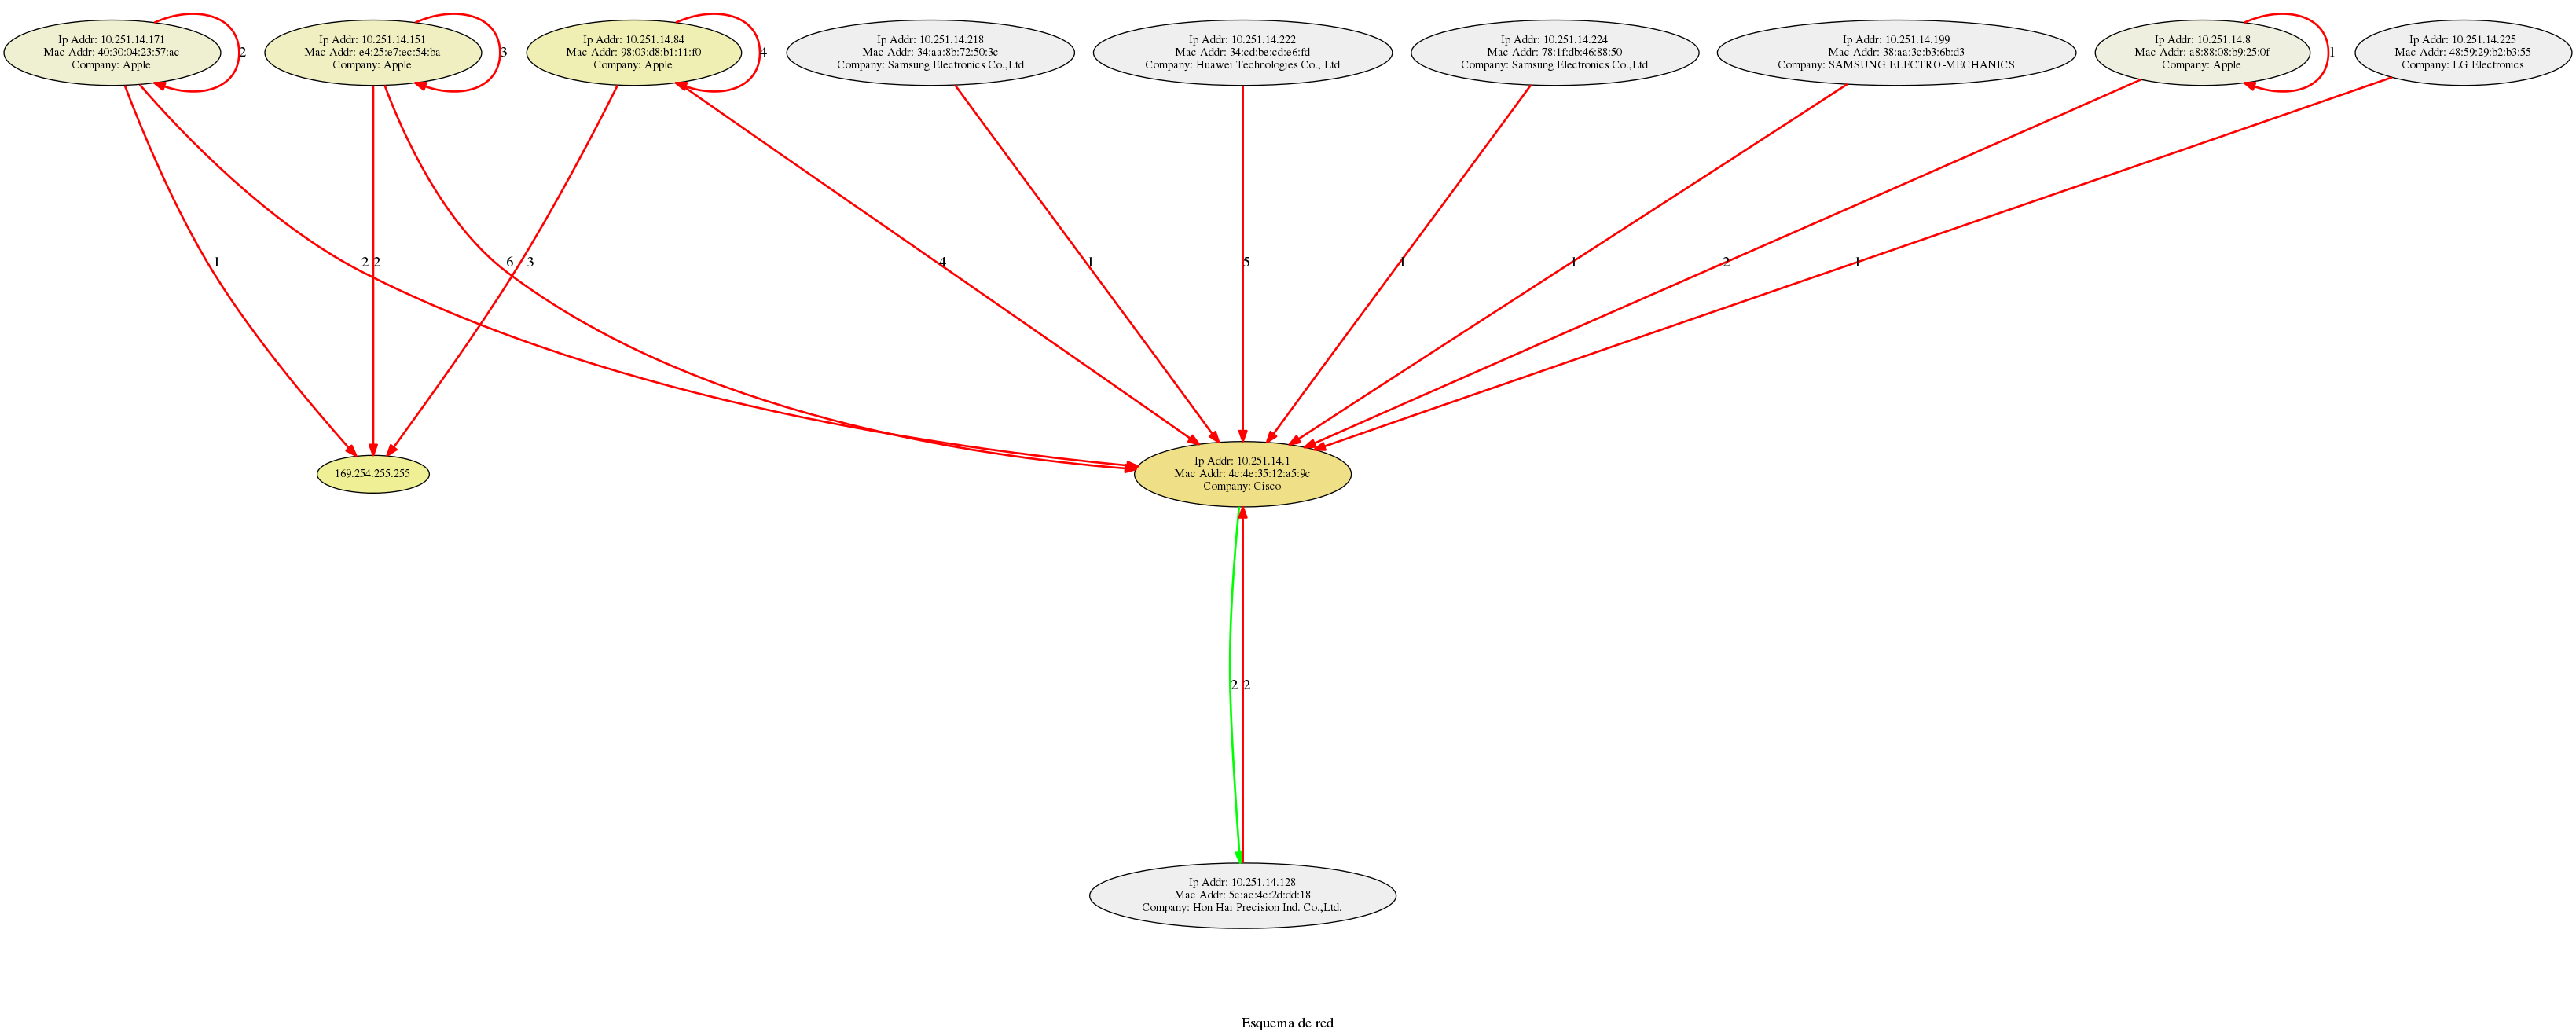 Ip Addr: 10.251.14.171
Mac Addr: 40:30:04:23:57:ac
Company: Apple
2
Ip Addr: 10.251.14.151
Mac Addr: e4:25:e7:ec:54:ba
Company: Apple
3
Ip Addr: 10.251.14.84
Mac Addr: 98:03:d8:b1:11:f0
Company: Apple
4
Ip Addr: 10.251.14.218
Mac Addr: 34:aa:8b:72:50:3c
Company: Samsung Electronics Co.,Ltd
Ip Addr: 10.251.14.222
Mac Addr: 34:cd:be:cd:e6:fd
Company: Huawei Technologies Co., Ltd
Ip Addr: 10.251.14.224
Mac Addr: 78:1f:db:46:88:50
Company: Samsung Electronics Co.,Ltd
Ip Addr: 10.251.14.199
Mac Addr: 38:aa:3c:b3:6b:d3
Company: SAMSUNG ELECTRO-MECHANICS
Ip Addr: 10.251.14.8
Mac Addr: a8:88:08:b9:25:0f
Company: Apple
1
Ip Addr: 10.251.14.225
Mac Addr: 48:59:29:b2:b3:55
Company: LG Electronics
1
2
2
6
3
4
1
5
1
1
2
1
169.254.255.255
Ip Addr: 10.251.14.1
Mac Addr: 4c:4e:35:12:a5:9c
Company: Cisco
2
2
Ip Addr: 10.251.14.128
Mac Addr: 5c:ac:4c:2d:dd:18
Company: Hon Hai Precision Ind. Co.,Ltd.
Esquema de red